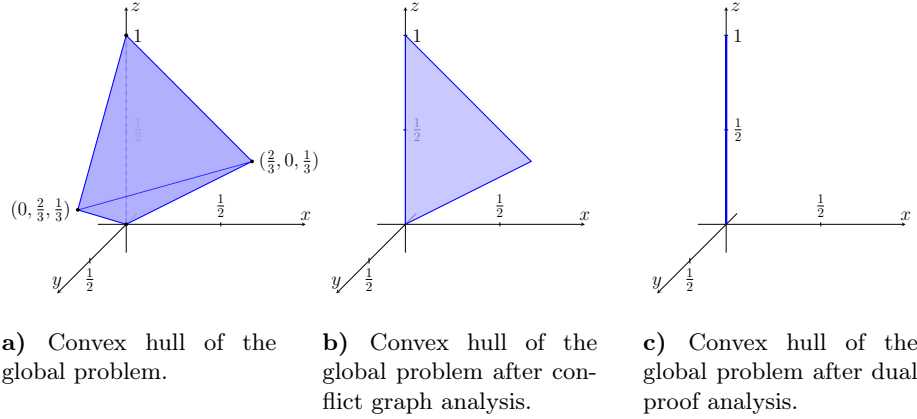 z
1
1/2
(2/3, 0, 1/3)
(0, 2/3, 1/3)
1/2
x
y
1/2
z
1
1/2
1/2
x
y
1/2
z
1
1/2
1/2
x
y
1/2
a) Convex hull of the
global problem.
b) Convex hull of the
global problem after con-
flict graph analysis.
c) Convex hull of the
global problem after dual
proof analysis.